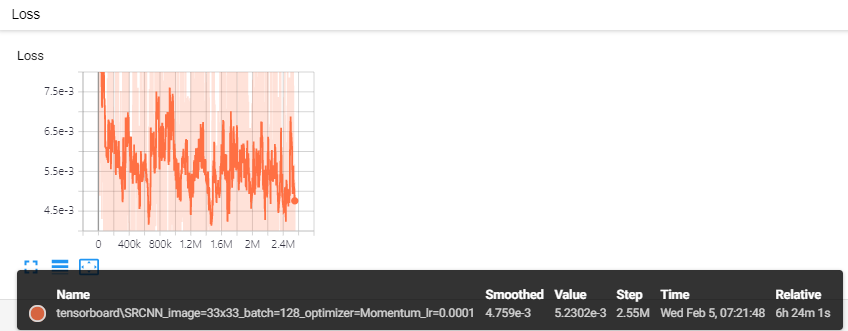 Loss
Loss
7.5e-3
6.5e-3
5.5e-3
4.5e-3
0 400k 800k 1.2M 1.6M 2M 2.4M
Name Smoothed Value Step Time Relative
tensorboard\SRCNN_image=33x33_batch=128_optimizer=Momentum_lr=0.0001 4.759e-3 5.2302e-3 2.55M Wed Feb 5, 07:21:48 6h 24m 1s